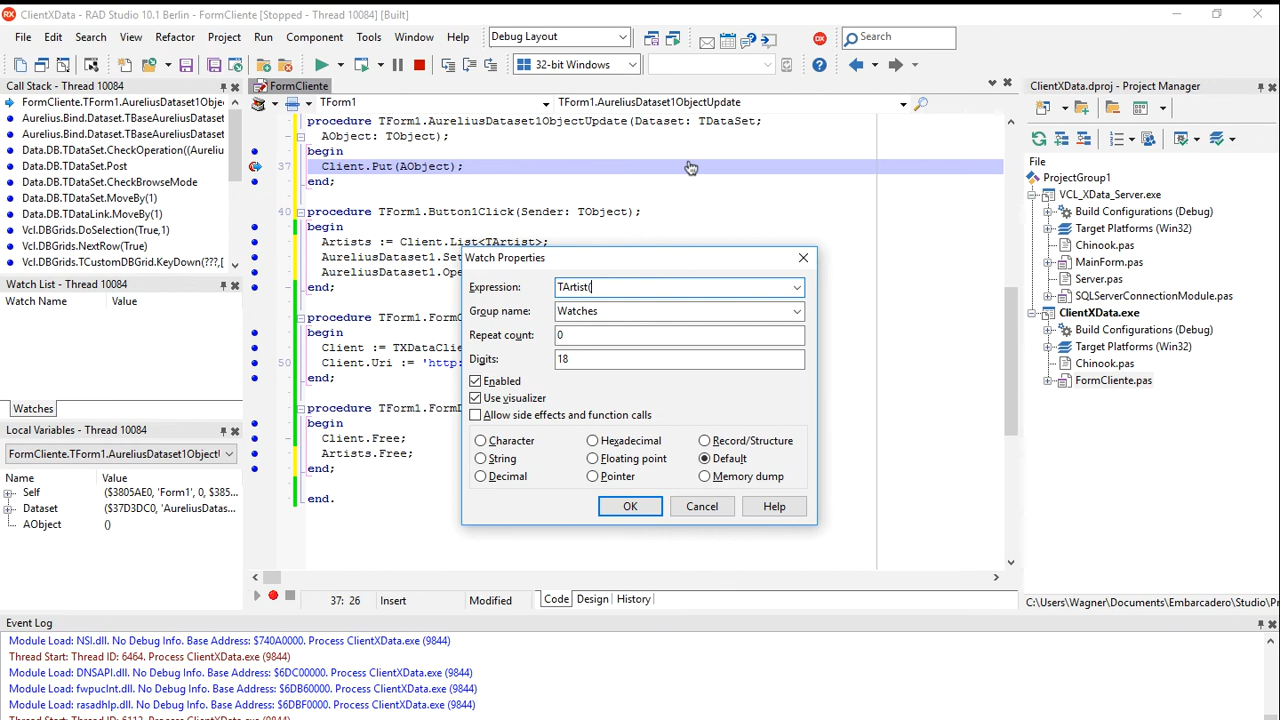 ClientXData - RAD Studio 10.1 Berlin - FormCliente [Stopped - Thread 10084] [Built]
File Edit Search View Refactor Project Run Component Tools Window Help
Debug Layout
Search
32-bit Windows
Call Stack - Thread 10084
FormCliente.TForm1.AureliusDataset1Objec
Aurelius.Bind.Dataset.TBaseAureliusDatase
Aurelius.Bind.Dataset.TBaseAureliusDatase
Data.DB.TDataSet.CheckOperation((Aureliu
Data.DB.TDataSet.Post
Data.DB.TDataSet.CheckBrowseMode
Data.DB.TDataSet.MoveBy(1)
Data.DB.TDataLink.MoveBy(1)
Vcl.DBGrids.DoSelection(True,1)
Vcl.DBGrids.NextRow(True)
Vcl.DBGrids.TCustomDBGrid.KeyDown(???,
Watch List - Thread 10084
Watch Name Value
Watches
Local Variables - Thread 10084
FormCliente.TForm1.AureliusDataset1ObjectU
Name Value
Self ($3805AE0, 'Form1', 0, $385...
Dataset ($37D3DC0, 'AureliusDatas...
AObject ()
FormCliente
TForm1
TForm1.AureliusDataset1ObjectUpdate
procedure TForm1.AureliusDataset1ObjectUpdate(Dataset: TDataSet;
AObject: TObject);
begin
37 Client.Put(AObject);
end;
40 procedure TForm1.Button1Click(Sender: TObject);
begin
Artists := Client.List<TArtist>;
AureliusDataset1.Set
AureliusDataset1.Ope
end;
procedure TForm1.FormC
begin
Client := TXDataClie
50 Client.Uri := 'http:
end;
procedure TForm1.FormD
begin
Client.Free;
Artists.Free;
end;
end.
Watch Properties
Expression: TArtist(
Group name: Watches
Repeat count: 0
Digits: 18
Enabled
Use visualizer
Allow side effects and function calls
Character Hexadecimal Record/Structure
String Floating point Default
Decimal Pointer Memory dump
OK Cancel Help
37: 26 Insert Modified Code Design History
ClientXData.dproj - Project Manager
File
ProjectGroup1
VCL_XData_Server.exe
Build Configurations (Debug)
Target Platforms (Win32)
Chinook.pas
MainForm.pas
Server.pas
SQLServerConnectionModule.pas
ClientXData.exe
Build Configurations (Debug)
Target Platforms (Win32)
Chinook.pas
FormCliente.pas
C:\Users\Wagner\Documents\Embarcadero\Studio\Pro
Event Log
Module Load: NSI.dll. No Debug Info. Base Address: $740A0000. Process ClientXData.exe (9844)
Thread Start: Thread ID: 6464. Process ClientXData.exe (9844)
Module Load: DNSAPI.dll. No Debug Info. Base Address: $6DC00000. Process ClientXData.exe (9844)
Module Load: fwpuclnt.dll. No Debug Info. Base Address: $6DB60000. Process ClientXData.exe (9844)
Module Load: rasadhlp.dll. No Debug Info. Base Address: $6DBF0000. Process ClientXData.exe (9844)